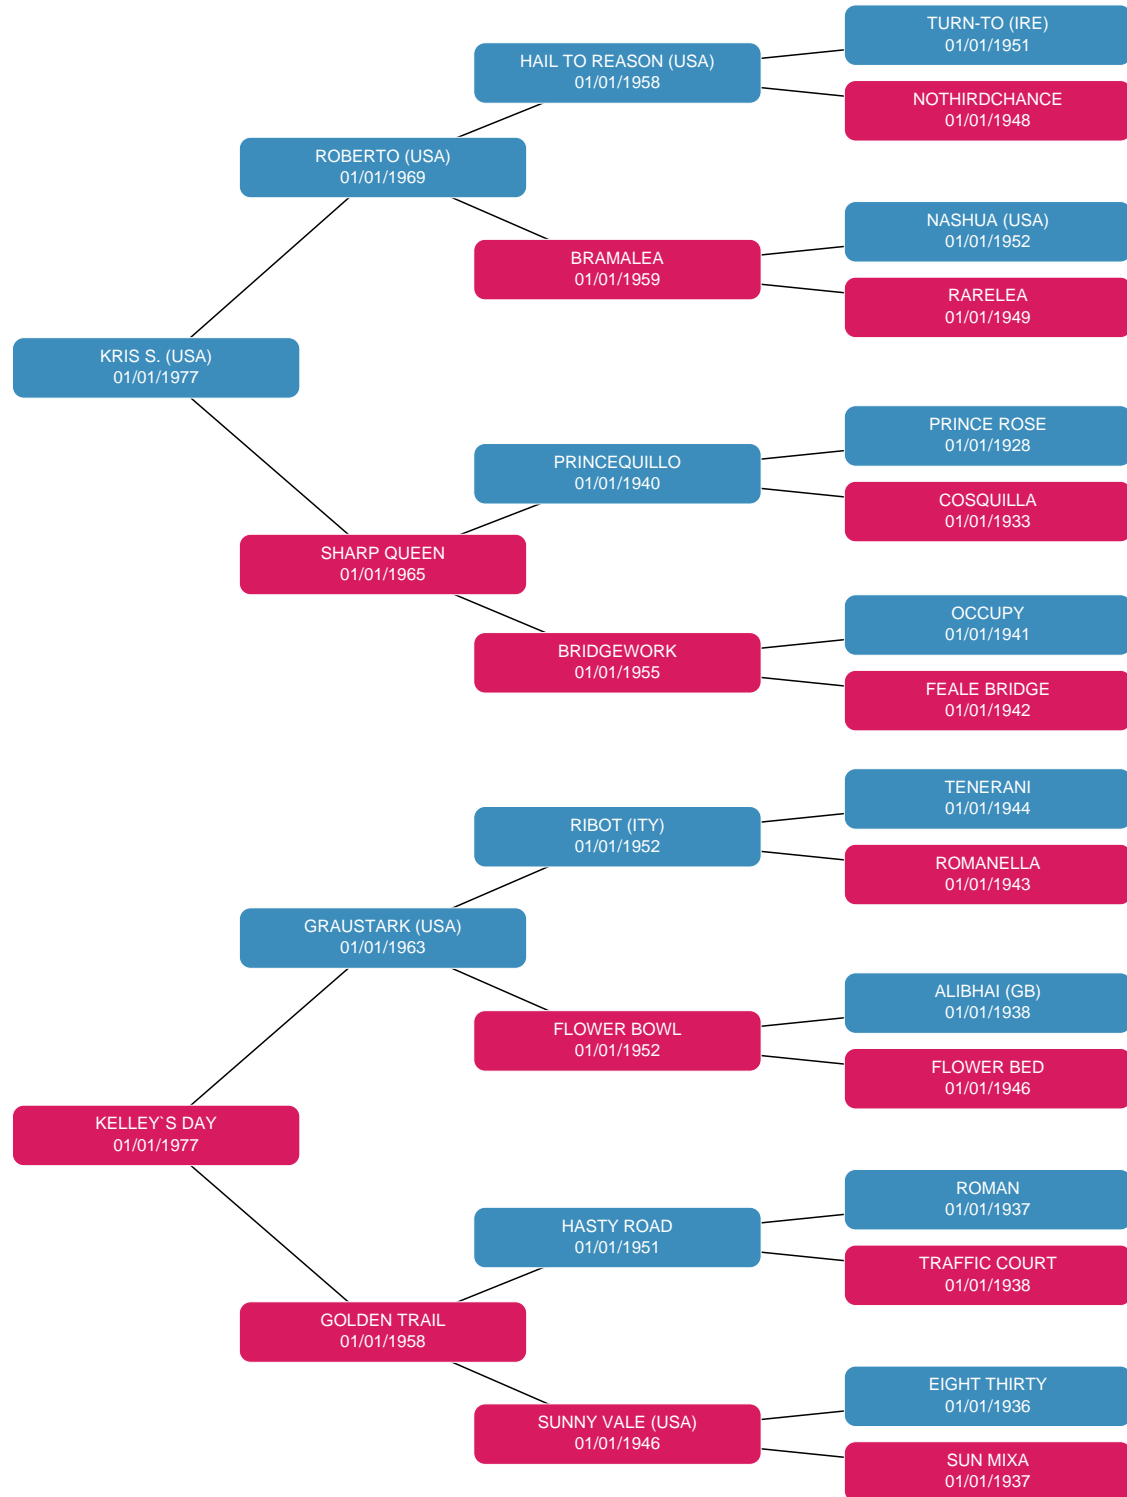 TURN-TO (IRE)
01/01/1951
HAIL TO REASON (USA)
01/01/1958
NOTHIRDCHANCE
01/01/1948
ROBERTO (USA)
01/01/1969
NASHUA (USA)
01/01/1952
BRAMALEA
01/01/1959
RARELEA
01/01/1949
KRIS S. (USA)
01/01/1977
PRINCE ROSE
01/01/1928
PRINCEQUILLO
01/01/1940
COSQUILLA
01/01/1933
SHARP QUEEN
01/01/1965
OCCUPY
01/01/1941
BRIDGEWORK
01/01/1955
FEALE BRIDGE
01/01/1942
TENERANI
01/01/1944
RIBOT (ITY)
01/01/1952
ROMANELLA
01/01/1943
GRAUSTARK (USA)
01/01/1963
ALIBHAI (GB)
01/01/1938
FLOWER BOWL
01/01/1952
FLOWER BED
01/01/1946
KELLEY`S DAY
01/01/1977
ROMAN
01/01/1937
HASTY ROAD
01/01/1951
TRAFFIC COURT
01/01/1938
GOLDEN TRAIL
01/01/1958
EIGHT THIRTY
01/01/1936
SUNNY VALE (USA)
01/01/1946
SUN MIXA
01/01/1937